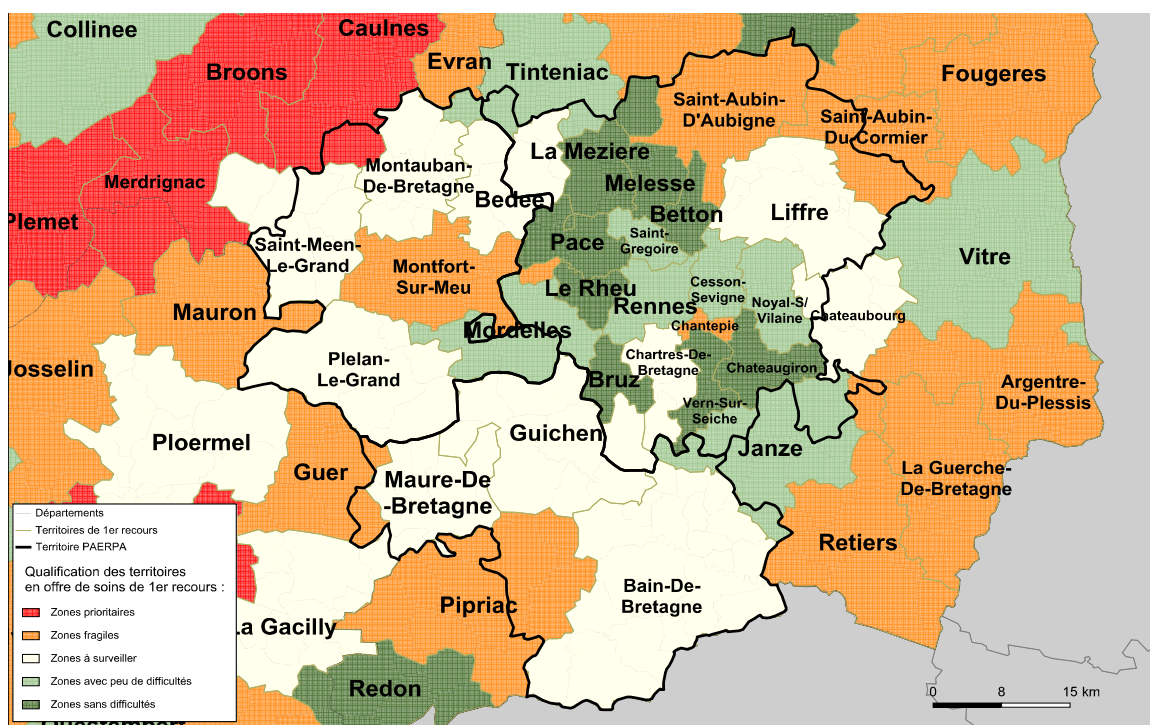 Collinee
Caulnes
Broons
Evran
Tinteniac
Fougeres
Saint-Aubin-
D'Aubigne
Saint-Aubin-
Du-Cormier
La Meziere
Montauban-
De-Bretagne
Merdrignac
Melesse
Bedee
Betton
Liffre
Plemet
Saint-
Gregoire
Pace
Saint-Meen-
Le-Grand
Vitre
Montfort-
Sur-Meu
Le Rheu
Cesson-
Sevigne
Rennes
Noyal-S/
Vilaine
Mauron
Chateaubourg
Chantepie
Mordelles
Plelan-
Le-Grand
Chartres-De-
Bretagne
Chateaugiron
Josselin
Bruz
Argentre-
Du-Plessis
Vern-Sur-
Seiche
Ploermel
Guichen
Janze
Guer
Maure-De
-Bretagne
La Guerche-
De-Bretagne
Retiers
Bain-De-
Bretagne
Pipriac
La Gacilly
Redon
Départements
Territoires de 1er recours
Territoire PAERPA
Qualification des territoires
en offre de soins de 1er recours :
Zones prioritaires
Zones fragiles
Zones à surveiller
Zones avec peu de difficultés
Zones sans difficultés
0 8 15 km